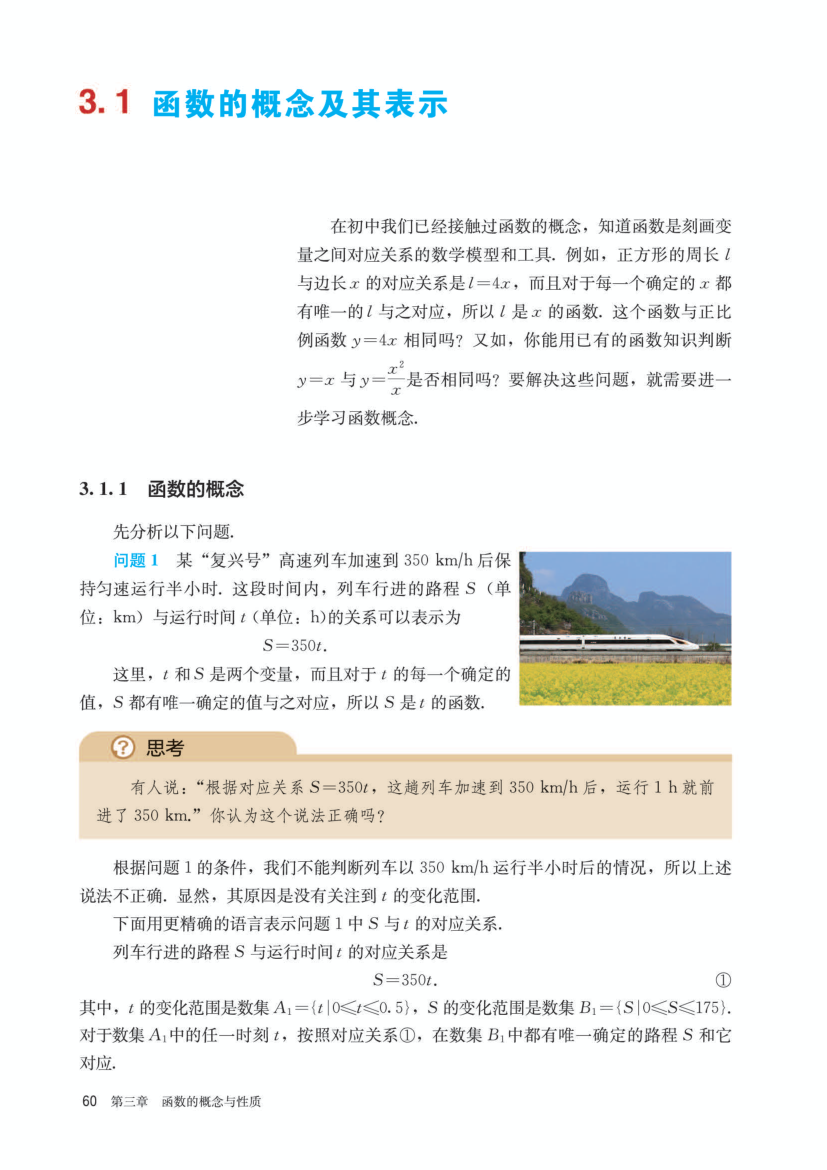 3.1 函数的概念及其表示
在初中我们已经接触过函数的概念，知道函数是刻画变
量之间对应关系的数学模型和工具. 例如，正方形的周长 l
与边长 x 的对应关系是 l=4x，而且对于每一个确定的 x 都
有唯一的 l 与之对应，所以 l 是 x 的函数. 这个函数与正比
例函数 y=4x 相同吗？又如，你能用已有的函数知识判断
y=x 与 y=x²/x 是否相同吗？要解决这些问题，就需要进一
步学习函数概念.
3.1.1 函数的概念
先分析以下问题.
问题 1 某“复兴号”高速列车加速到 350 km/h 后保
持匀速运行半小时. 这段时间内，列车行进的路程 S（单
位：km）与运行时间 t（单位：h)的关系可以表示为
S=350t.
这里，t 和 S 是两个变量，而且对于 t 的每一个确定的
值，S 都有唯一确定的值与之对应，所以 S 是 t 的函数.
? 思考
有人说：“根据对应关系 S=350t，这趟列车加速到 350 km/h 后，运行 1 h 就前
进了 350 km.”你认为这个说法正确吗？
根据问题 1 的条件，我们不能判断列车以 350 km/h 运行半小时后的情况，所以上述
说法不正确. 显然，其原因是没有关注到 t 的变化范围.
下面用更精确的语言表示问题 1 中 S 与 t 的对应关系.
列车行进的路程 S 与运行时间 t 的对应关系是
S=350t. ①
其中，t 的变化范围是数集 A₁={t|0≤t≤0.5}，S 的变化范围是数集 B₁={S|0≤S≤175}.
对于数集 A₁中的任一时刻 t，按照对应关系①，在数集 B₁中都有唯一确定的路程 S 和它
对应.
60 第三章 函数的概念与性质